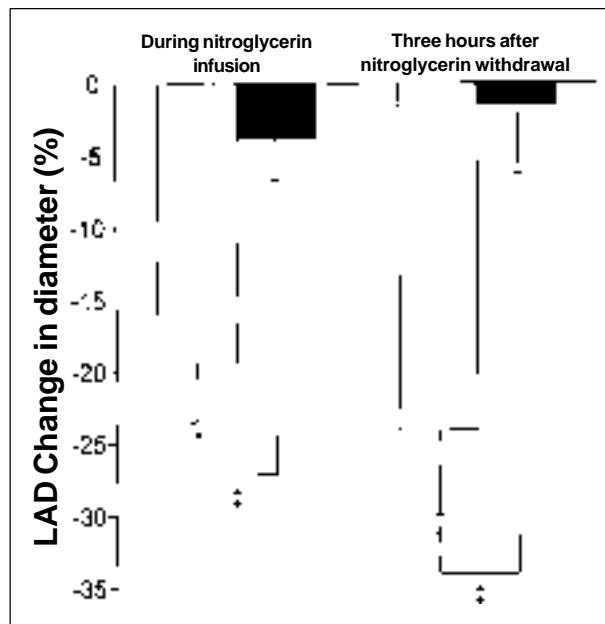 During nitroglycerin
infusion
Three hours after
nitroglycerin withdrawal
LAD Change in diameter (%)
0
-5
-10
-15
-20
-25
-30
-35